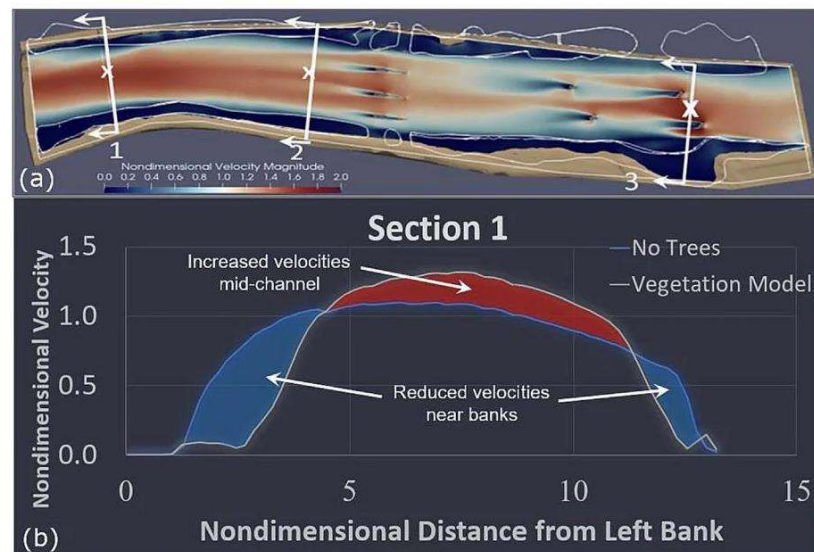 X
X
X
1
2
3
Nondimensional Velocity Magnitude
0.0 0.2 0.4 0.6 0.8 1.0 1.2 1.4 1.6 1.8 2.0
(a)
Section 1
1.5
1.0
0.5
0.0
Nondimensional Velocity
Increased velocities
mid-channel
No Trees
Vegetation Model
Reduced velocities
near banks
0 5 10 15
Nondimensional Distance from Left Bank
(b)